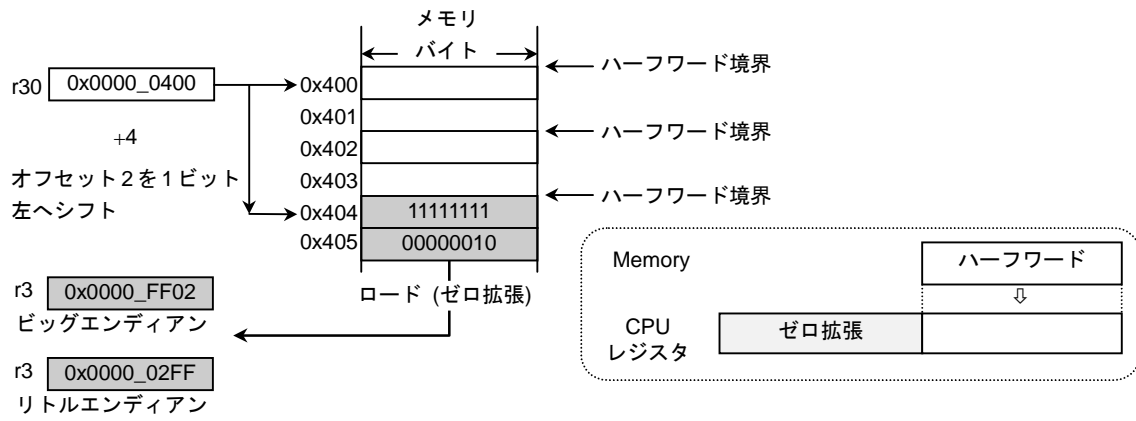 メモリ
バイト
ハーフワード境界
r30 0x0000_0400
0x400
0x401
+4
ハーフワード境界
0x402
オフセット2を1ビット
左へシフト
0x403
ハーフワード境界
0x404 11111111
0x405 00000010
ロード (ゼロ拡張)
r3 0x0000_FF02
ビッグエンディアン
r3 0x0000_02FF
リトルエンディアン
Memory ハーフワード
⇩
CPU
レジスタ
ゼロ拡張